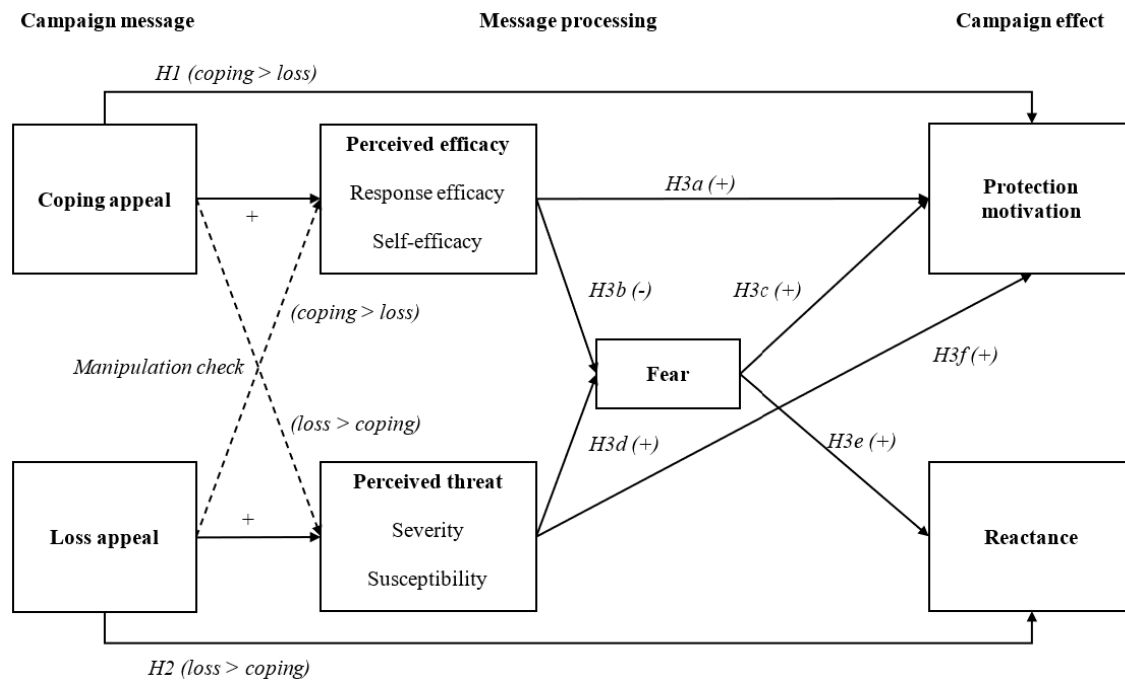 Campaign message
Message processing
Campaign effect
H1 (coping > loss)
Coping appeal
+
Perceived efficacy
Response efficacy
Self-efficacy
H3a (+)
Protection
motivation
H3b (-)
H3c (+)
(coping > loss)
Manipulation check
Fear
H3f (+)
(loss > coping)
H3d (+)
H3e (+)
Loss appeal
+
Perceived threat
Severity
Susceptibility
Reactance
H2 (loss > coping)